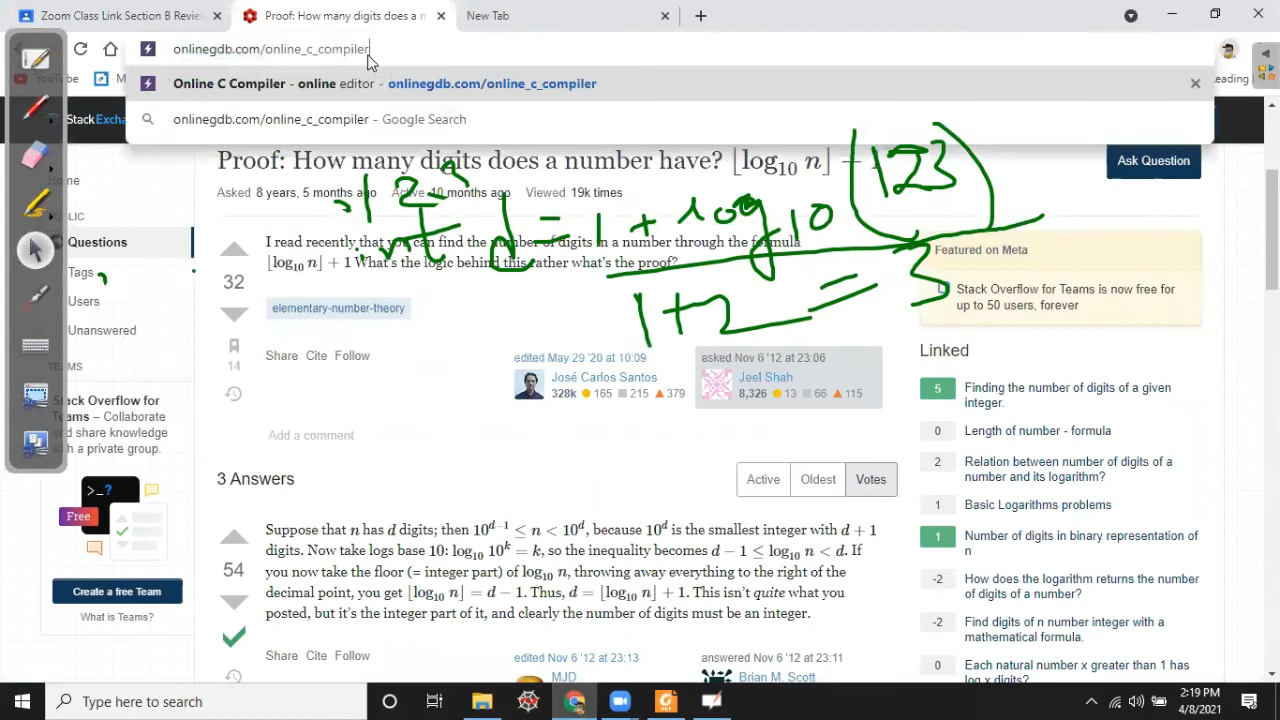 Zoom Class Link Section B Review
Proof: How many digits does a n
New Tab
onlinegdb.com/online_c_compiler
YouTube
Leading
Online C Compiler - online editor - onlinegdb.com/online_c_compiler
onlinegdb.com/online_c_compiler - Google Search
StackExcha
Proof: How many digits does a number have? ⌊log₁₀ n⌋ + 1
Ask Question
Asked 8 years, 5 months ago Active 10 months ago Viewed 19k times
123
int d = 1 + log 10 (123)
1+2 = 3
Home
PUBLIC
Questions
Tags
Users
Unanswered
TEAMS
Stack Overflow for
Teams – Collaborate
and share knowledge
with a private group.
>_?
Free
Create a free Team
What is Teams?
32
I read recently that you can find the number of digits in a number through the formula
⌊log₁₀ n⌋ + 1 What's the logic behind this rather what's the proof?
elementary-number-theory
14
Share Cite Follow
edited May 29 '20 at 10:09
José Carlos Santos
328k 165 215 379
asked Nov 6 '12 at 23:06
Jeel Shah
8,326 13 66 115
Add a comment
3 Answers
Active Oldest Votes
54
Suppose that n has d digits; then 10ᵈ⁻¹ ≤ n < 10ᵈ, because 10ᵈ is the smallest integer with d + 1
digits. Now take logs base 10: log₁₀ 10ᵏ = k, so the inequality becomes d − 1 ≤ log₁₀ n < d. If
you now take the floor (= integer part) of log₁₀ n, throwing away everything to the right of the
decimal point, you get ⌊log₁₀ n⌋ = d − 1. Thus, d = ⌊log₁₀ n⌋ + 1. This isn't quite what you
posted, but it's the integer part of it, and clearly the number of digits must be an integer.
Share Cite Follow
edited Nov 6 '12 at 23:13
MJD
answered Nov 6 '12 at 23:11
Brian M. Scott
Featured on Meta
Stack Overflow for Teams is now free for
up to 50 users, forever
Linked
5 Finding the number of digits of a given
integer.
0 Length of number - formula
2 Relation between number of digits of a
number and its logarithm?
1 Basic Logarithms problems
1 Number of digits in binary representation of
n
-2 How does the logarithm returns the number
of digits of a number?
-2 Find digits of n number integer with a
mathematical formula.
0 Each natural number x greater than 1 has
log x digits?
Type here to search
2:19 PM
4/8/2021